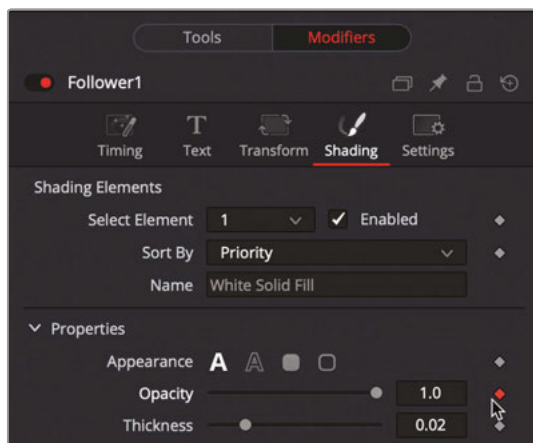 Tools Modifiers
Follower1
Timing Text Transform Shading Settings
Shading Elements
Select Element 1 Enabled
Sort By Priority
Name White Solid Fill
Properties
Appearance A A
Opacity 1.0
Thickness 0.02